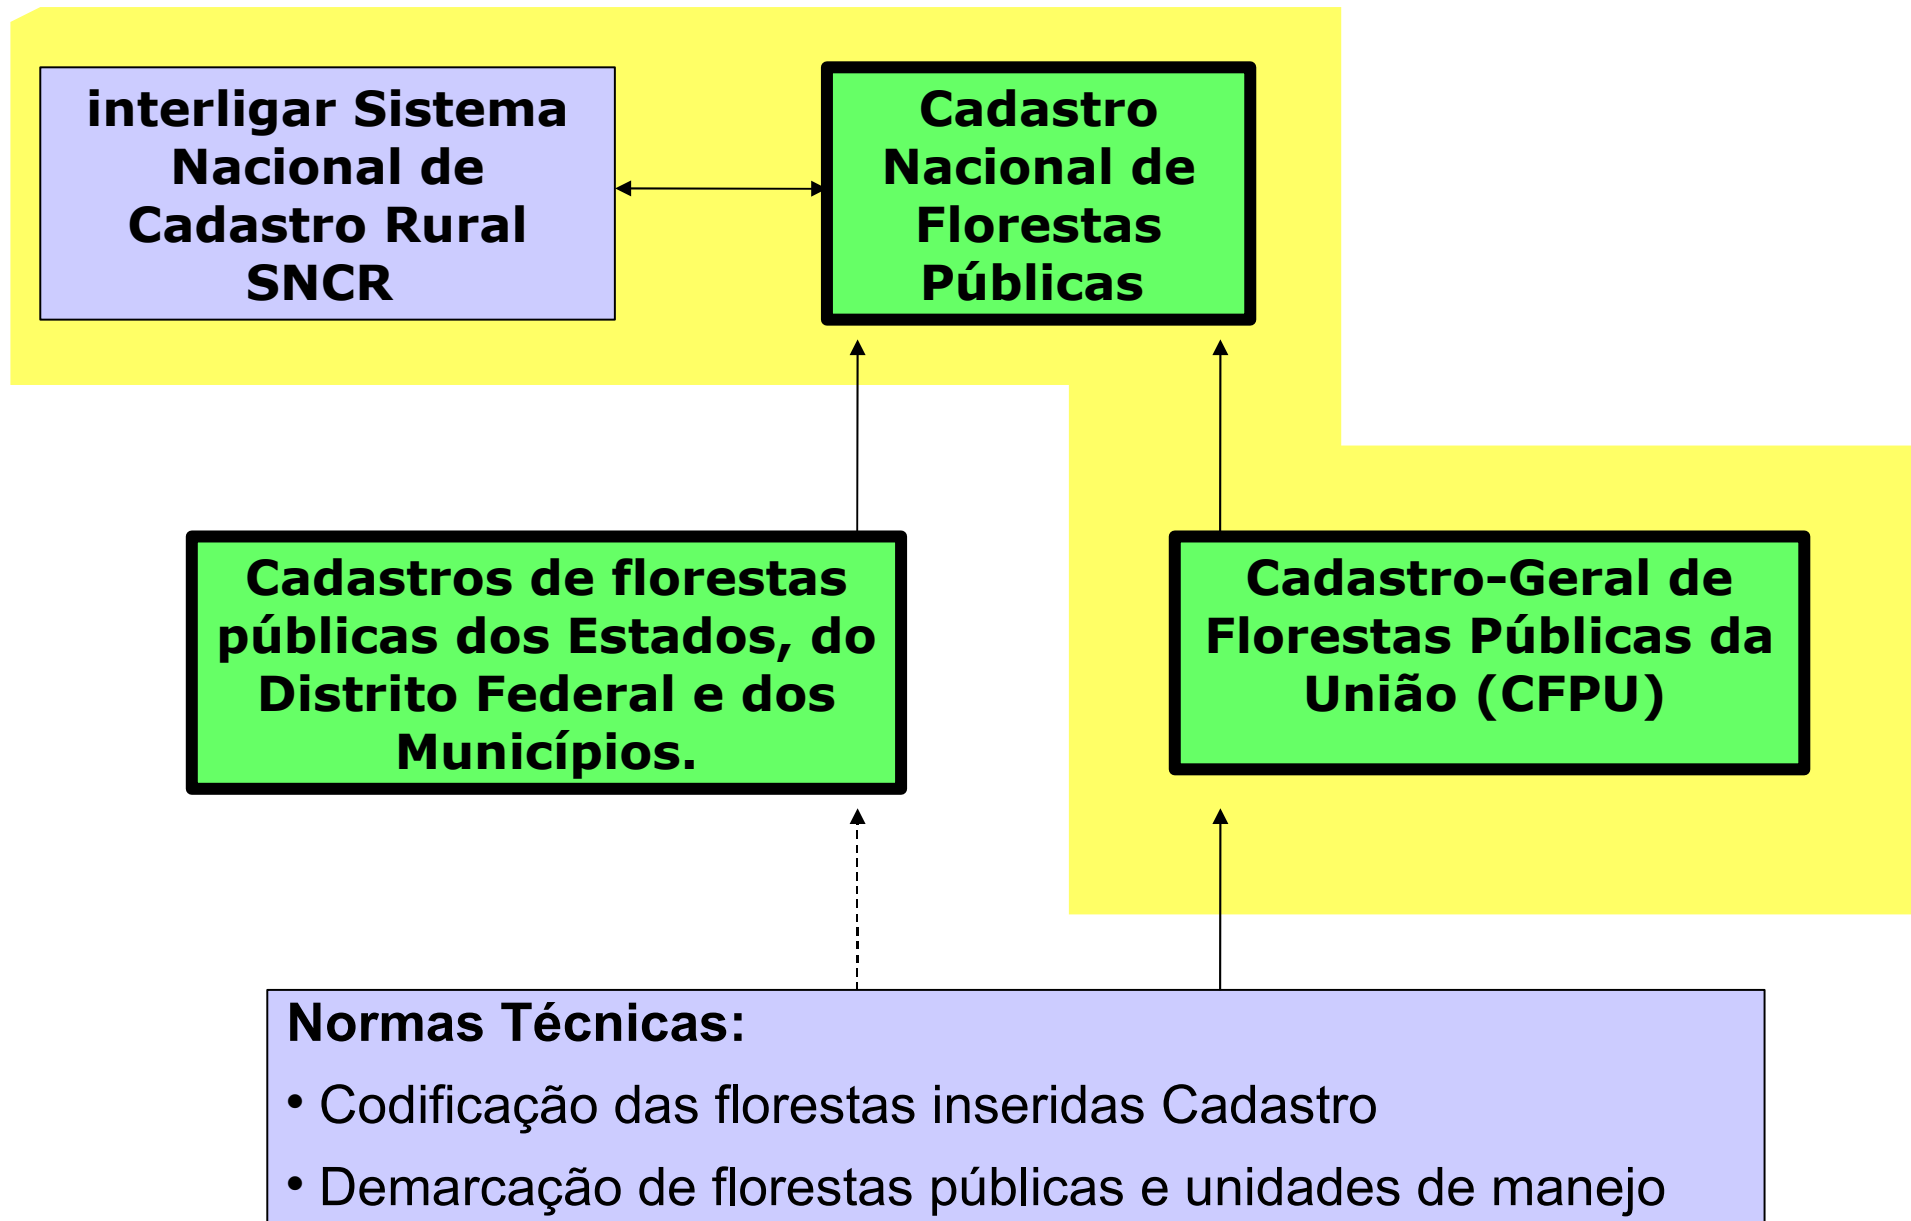 interligar Sistema
Nacional de
Cadastro Rural
SNCR
Cadastro
Nacional de
Florestas
Públicas
Cadastros de florestas
públicas dos Estados, do
Distrito Federal e dos
Municípios.
Cadastro-Geral de
Florestas Públicas da
União (CFPU)
Normas Técnicas:
• Codificação das florestas inseridas Cadastro
• Demarcação de florestas públicas e unidades de manejo